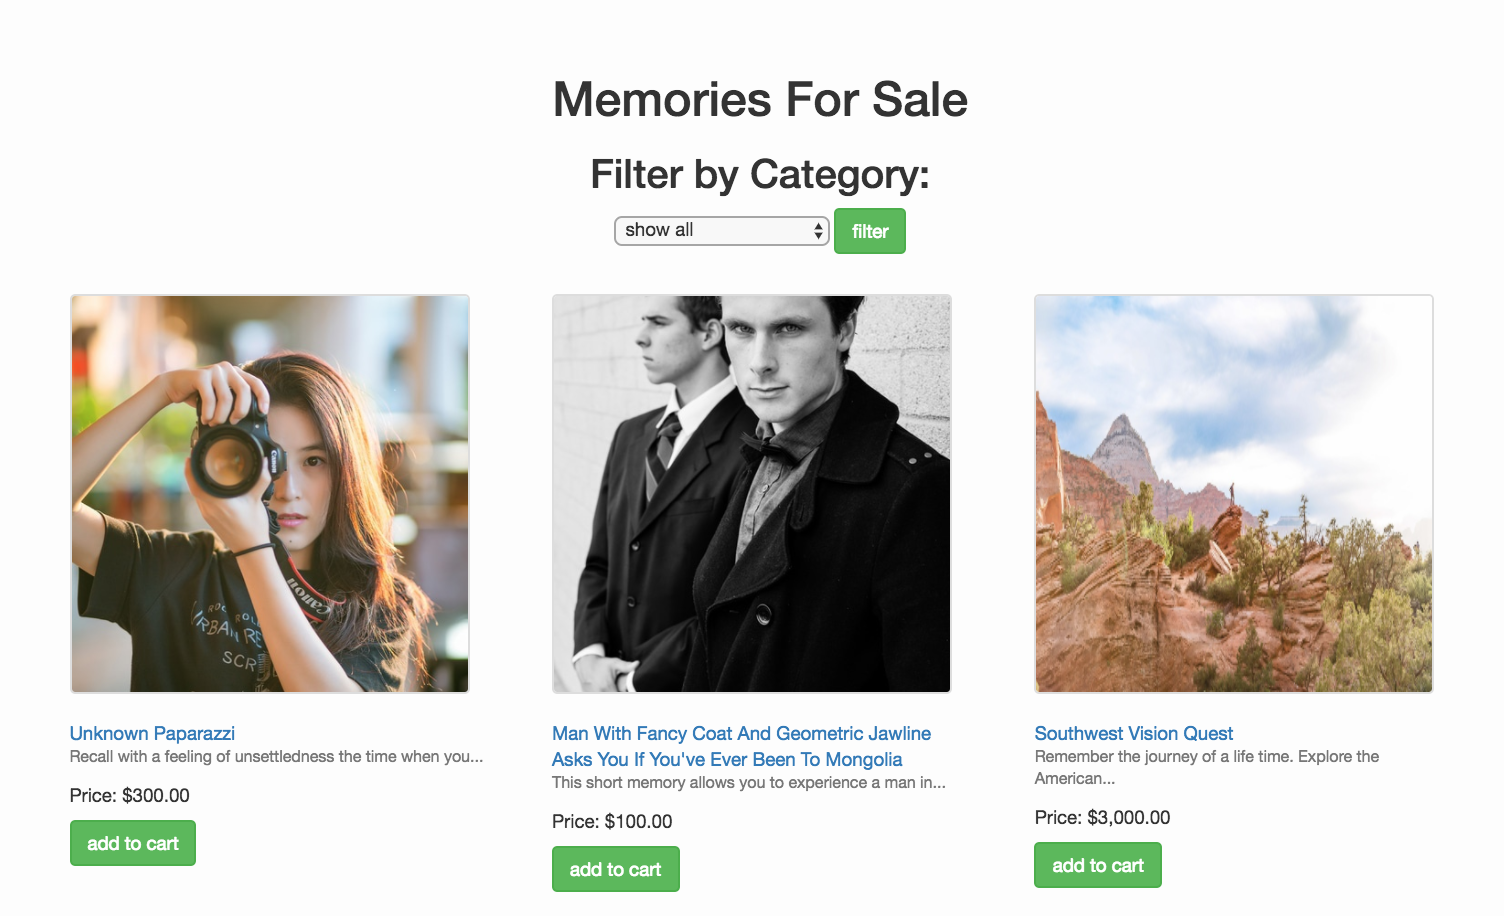 Memories For Sale
Filter by Category:
show all
filter
Canon
Canon
SCR
Unknown Paparazzi
Recall with a feeling of unsettledness the time when you...
Price: $300.00
add to cart
Man With Fancy Coat And Geometric Jawline
Asks You If You've Ever Been To Mongolia
This short memory allows you to experience a man in...
Price: $100.00
add to cart
Southwest Vision Quest
Remember the journey of a life time. Explore the
American...
Price: $3,000.00
add to cart